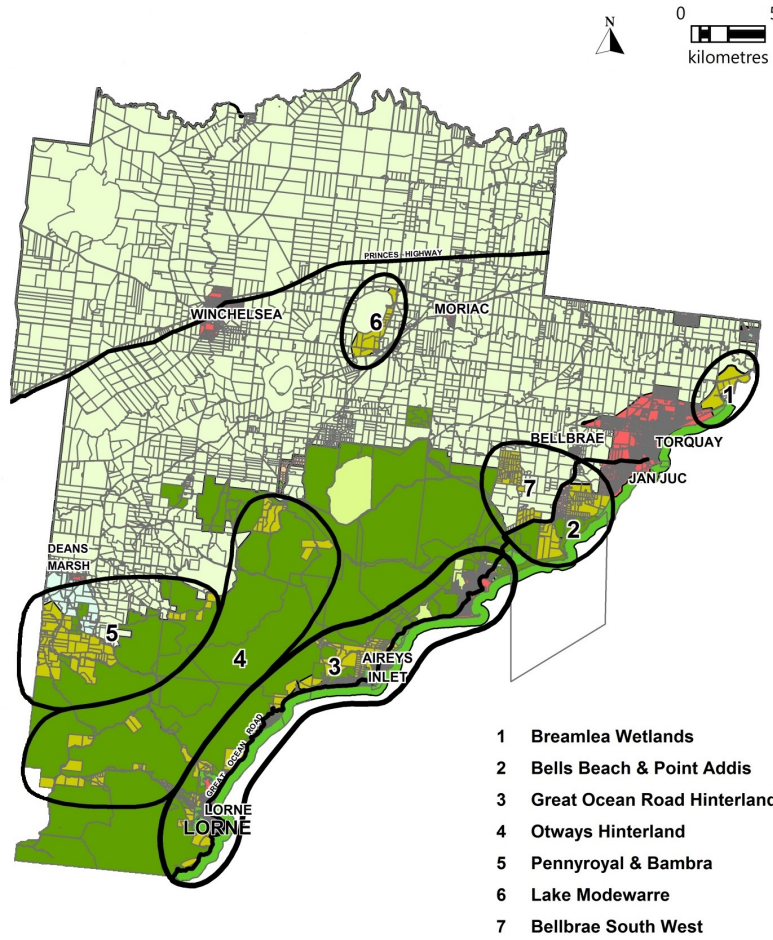 N
0 5
kilometres
PRINCES HIGHWAY
WINCHELSEA
MORIAC
6
1
BELLBRAE
TORQUAY
JAN JUC
7
2
DEANS
MARSH
5
4
3
AIREYS
INLET
GREAT OCEAN ROAD
LORNE
LORNE
1 Breamlea Wetlands
2 Bells Beach & Point Addis
3 Great Ocean Road Hinterland
4 Otways Hinterland
5 Pennyroyal & Bambra
6 Lake Modewarre
7 Bellbrae South West